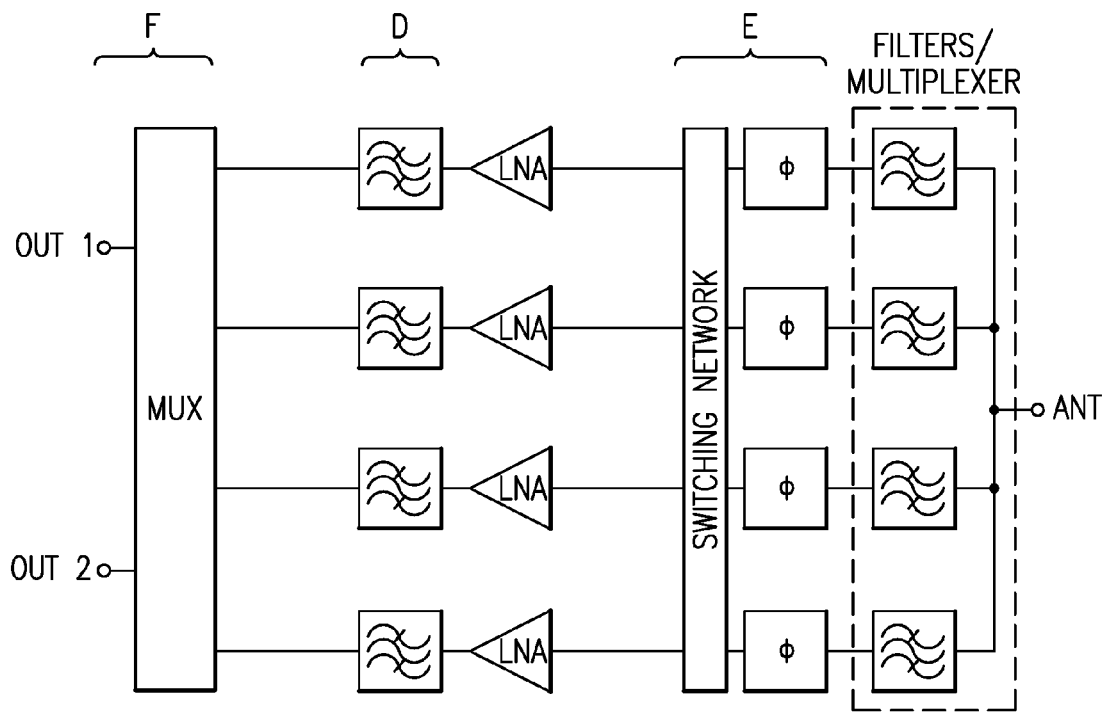 F
D
E
FILTERS/
MULTIPLEXER
LNA
ϕ
OUT 1
LNA
ϕ
MUX
SWITCHING NETWORK
ANT
LNA
ϕ
OUT 2
LNA
ϕ